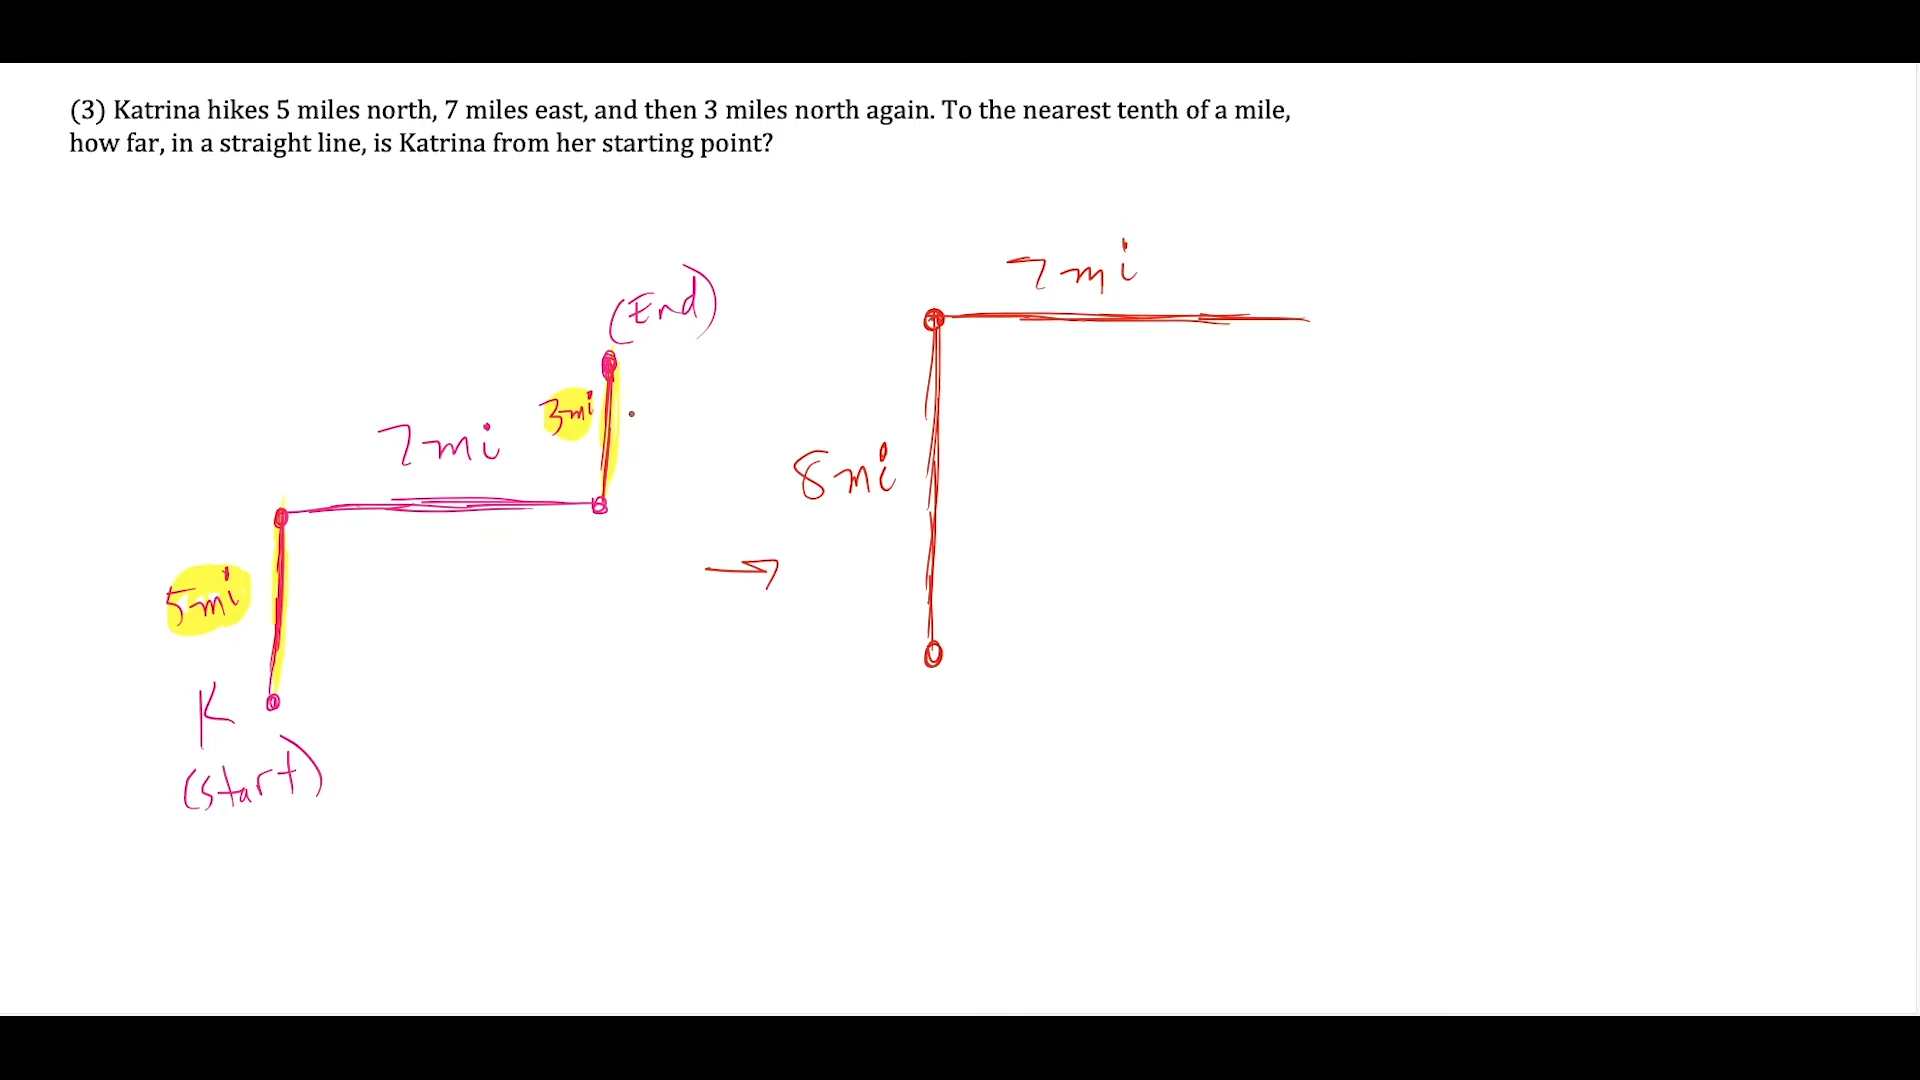 (3) Katrina hikes 5 miles north, 7 miles east, and then 3 miles north again. To the nearest tenth of a mile,
how far, in a straight line, is Katrina from her starting point?
(End)
3mi
7mi
5mi
K
(start)
7mi
8mi